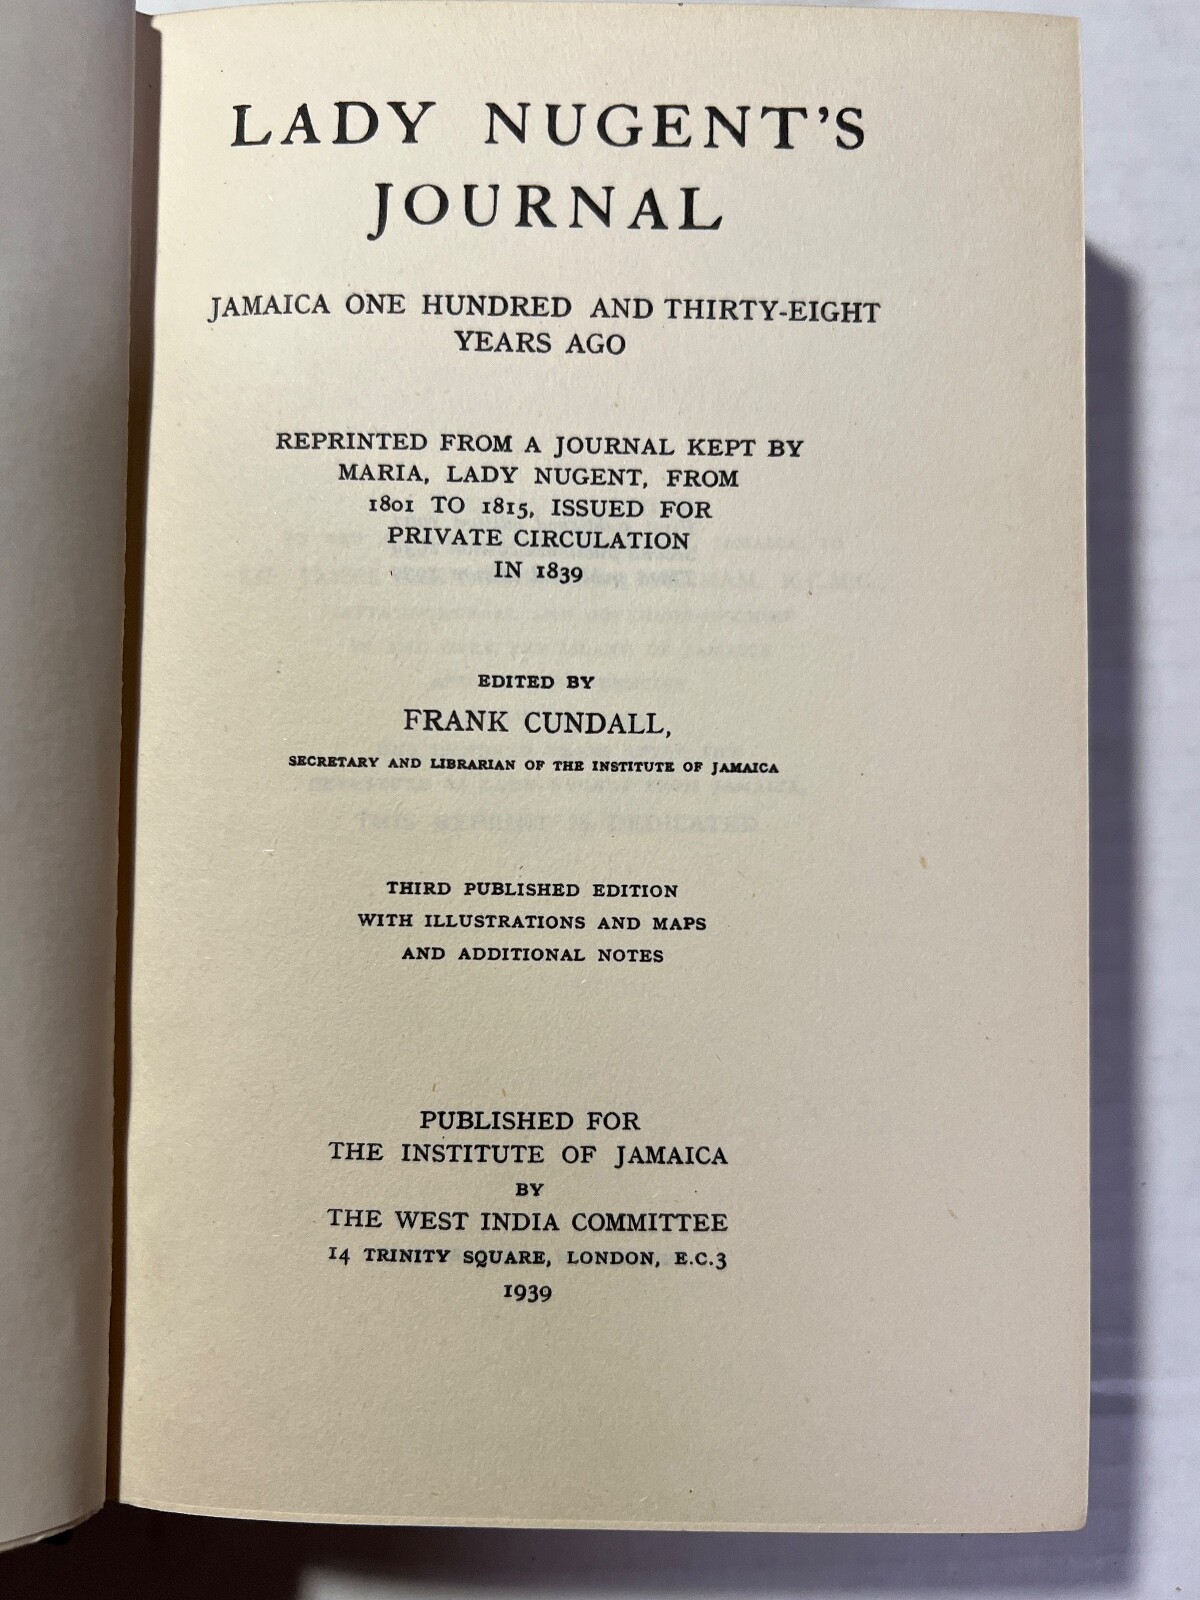 LADY NUGENT'S
JOURNAL
JAMAICA ONE HUNDRED AND THIRTY-EIGHT
YEARS AGO
REPRINTED FROM A JOURNAL KEPT BY
MARIA, LADY NUGENT, FROM
1801 TO 1815, ISSUED FOR
PRIVATE CIRCULATION
IN 1839
EDITED BY
FRANK CUNDALL,
SECRETARY AND LIBRARIAN OF THE INSTITUTE OF JAMAICA
THIRD PUBLISHED EDITION
WITH ILLUSTRATIONS AND MAPS
AND ADDITIONAL NOTES
PUBLISHED FOR
THE INSTITUTE OF JAMAICA
BY
THE WEST INDIA COMMITTEE
14 TRINITY SQUARE, LONDON, E.C.3
1939